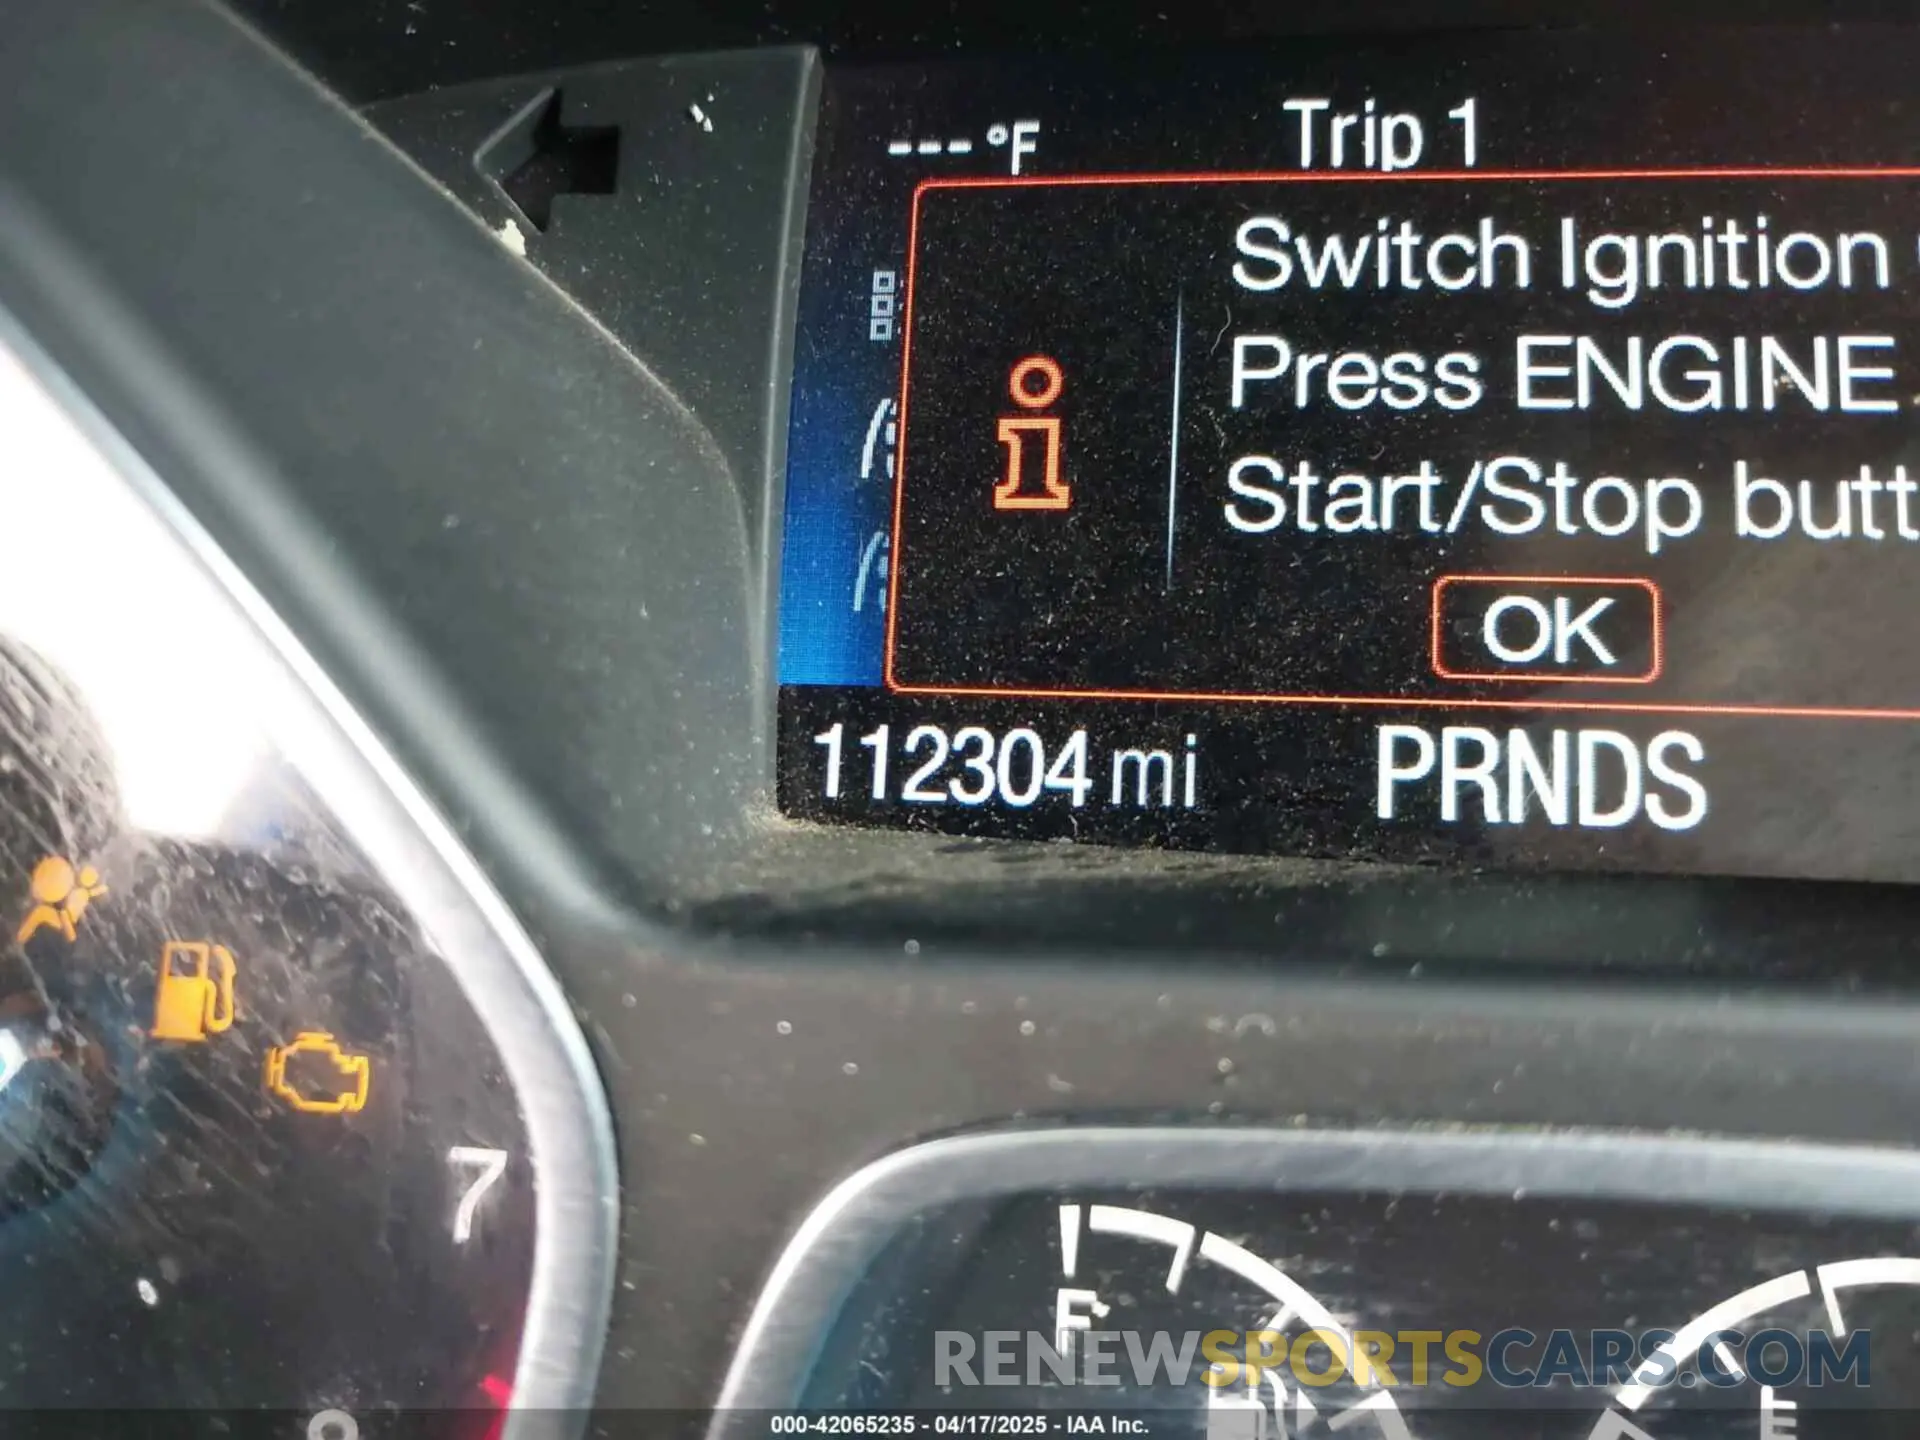 ---°F Trip 1
Switch Ignition
Press ENGINE
Start/Stop butt
OK
112304 mi PRNDS
7
F
8
E
RENEWSPORTSCARS.COM
000-42065235 - 04/17/2025 - IAA Inc.